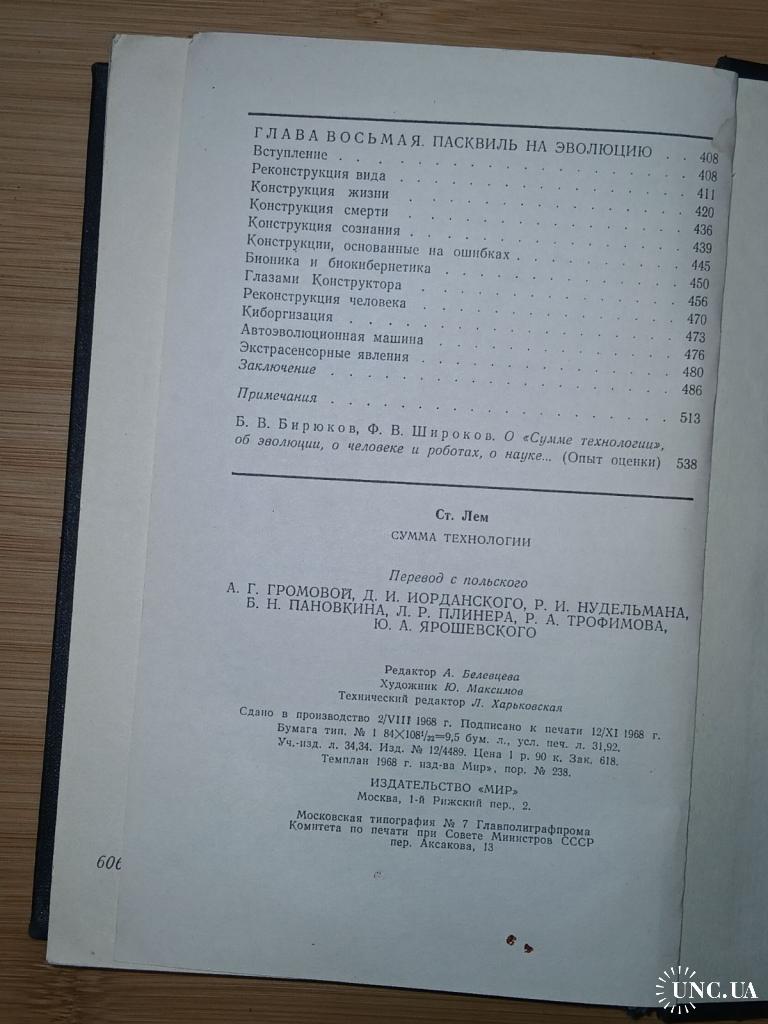 ГЛАВА ВОСЬМАЯ. ПАСКВИЛЬ НА ЭВОЛЮЦИЮ . . 408
Вступление . . . . . . . . . . . . 408
Реконструкция вида . . . . . . . . . . . . 411
Конструкция жизни . . . . . . . . . . . . 420
Конструкция смерти . . . . . . . . . . . . 436
Конструкция сознания . . . . . . . . . . . . 439
Конструкции, основанные на ошибках . . . . . . . 445
Бионика и биокибернетика . . . . . . . . . . 450
Глазами Конструктора . . . . . . . . . . . 456
Реконструкция человека . . . . . . . . . . . 470
Киборгизация . . . . . . . . . . . . 473
Автоэволюционная машина . . . . . . . . . . 476
Экстрасенсорные явления . . . . . . . . . . 480
Заключение . . . . . . . . . . . . 486
Примечания . . . . . . . . . . . . 513
Б. В. Бирюков, Ф. В. Широков. О «Сумме технологии»,
об эволюции, о человеке и роботах, о науке... (Опыт оценки) 538
Ст. Лем
СУММА ТЕХНОЛОГИИ
Перевод с польского
А. Г. ГРОМОВОЙ, Д. И. ИОРДАНСКОГО, Р. И. НУДЕЛЬМАНА,
Б. Н. ПАНОВКИНА, Л. Р. ПЛИНЕРА, Р. А. ТРОФИМОВА,
Ю. А. ЯРОШЕВСКОГО
Редактор А. Белевцева
Художник Ю. Максимов
Технический редактор Л. Харьковская
Сдано в производство 2/VIII 1968 г. Подписано к печати 12/XI 1968 г.
Бумага тип. № 1 84×108¹/₃₂=9,5 бум. л., усл. печ. л. 31,92.
Уч.-изд. л. 34,34. Изд. № 12/4489. Цена 1 р. 90 к. Зак. 618.
Темплан 1968 г. изд-ва Мир», пор. № 238.
ИЗДАТЕЛЬСТВО «МИР»
Москва, 1-й Рижский пер., 2.
Московская типография № 7 Главполиграфпрома
Комитета по печати при Совете Министров СССР
пер. Аксакова, 13
606
UNC.UA